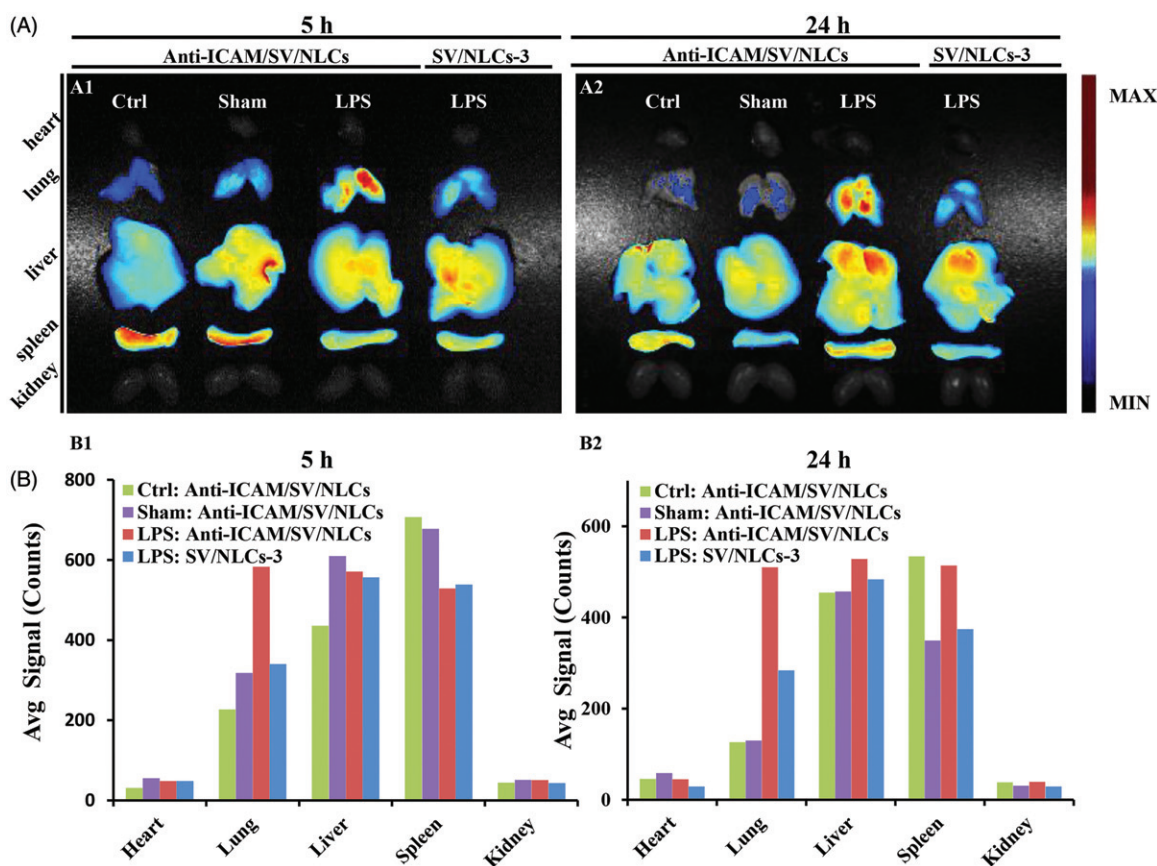 (A)
5 h
24 h
Anti-ICAM/SV/NLCs
SV/NLCs-3
Anti-ICAM/SV/NLCs
SV/NLCs-3
A1
Ctrl
Sham
LPS
LPS
A2
Ctrl
Sham
LPS
LPS
heart
lung
liver
spleen
kidney
MAX
MIN
(B)
B1
5 h
Avg Signal (Counts)
800
600
400
200
0
Ctrl: Anti-ICAM/SV/NLCs
Sham: Anti-ICAM/SV/NLCs
LPS: Anti-ICAM/SV/NLCs
LPS: SV/NLCs-3
Heart
Lung
Liver
Spleen
Kidney
B2
24 h
Avg Signal (Counts)
600
400
200
0
Ctrl: Anti-ICAM/SV/NLCs
Sham: Anti-ICAM/SV/NLCs
LPS: Anti-ICAM/SV/NLCs
LPS: SV/NLCs-3
Heart
Lung
Liver
Spleen
Kidney